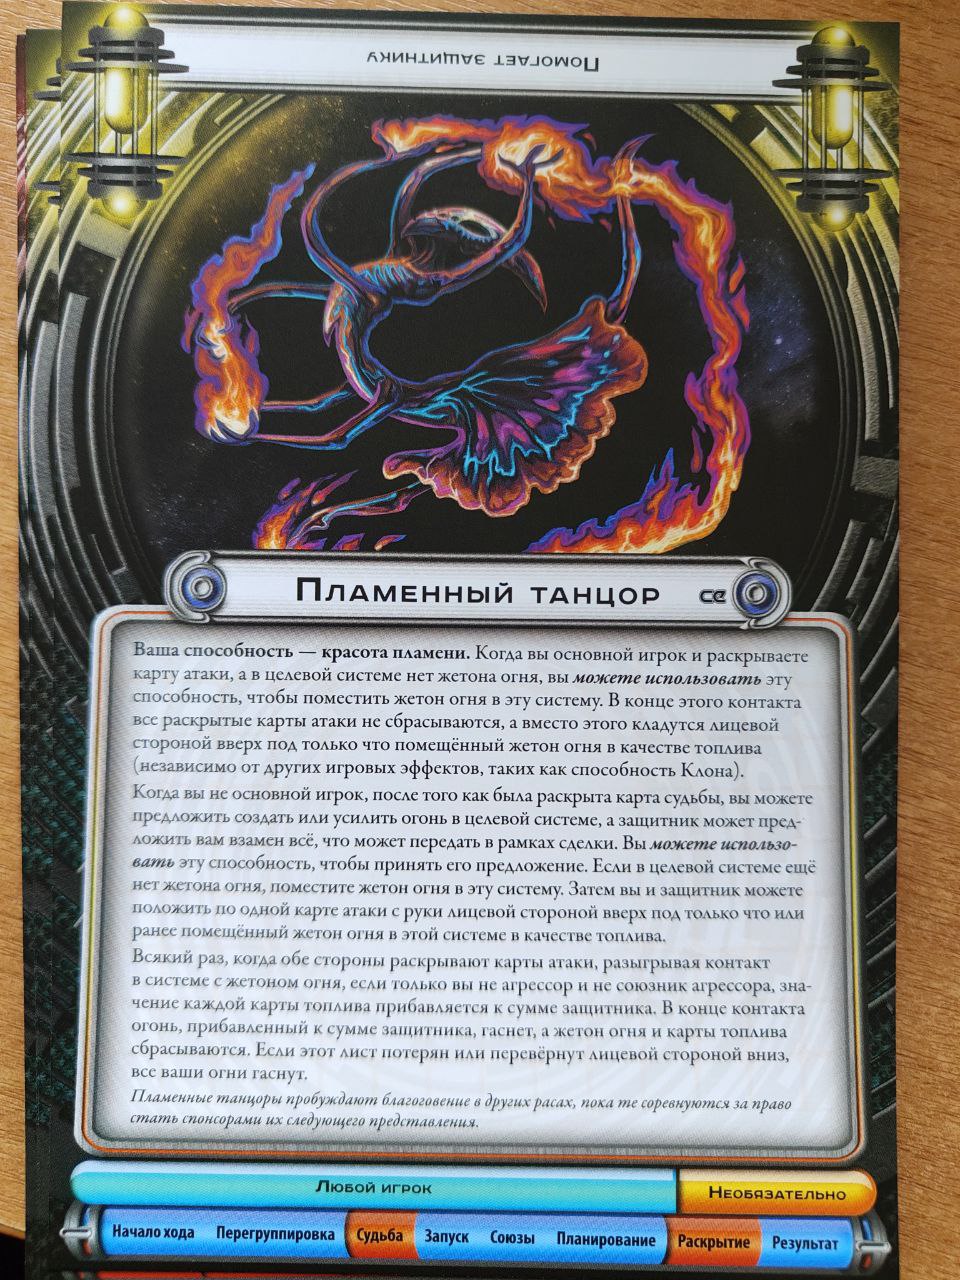 Помогает защитнику
Пламенный танцор ce
Ваша способность — красота пламени. Когда вы основной игрок и раскрываете
карту атаки, а в целевой системе нет жетона огня, вы можете использовать эту
способность, чтобы поместить жетон огня в эту систему. В конце этого контакта
все раскрытые карты атаки не сбрасываются, а вместо этого кладутся лицевой
стороной вверх под только что помещённый жетон огня в качестве топлива
(независимо от других игровых эффектов, таких как способность Клона).
Когда вы не основной игрок, после того как была раскрыта карта судьбы, вы можете
предложить создать или усилить огонь в целевой системе, а защитник может пред-
ложить вам взамен всё, что может передать в рамках сделки. Вы можете использо-
вать эту способность, чтобы принять его предложение. Если в целевой системе ещё
нет жетона огня, поместите жетон огня в эту систему. Затем вы и защитник можете
положить по одной карте атаки с руки лицевой стороной вверх под только что или
ранее помещённый жетон огня в этой системе в качестве топлива.
Всякий раз, когда обе стороны раскрывают карты атаки, разыгрывая контакт
в системе с жетоном огня, если только вы не агрессор и не союзник агрессора, зна-
чение каждой карты топлива прибавляется к сумме защитника. В конце контакта
огонь, прибавленный к сумме защитника, гаснет, а жетон огня и карты топлива
сбрасываются. Если этот лист потерян или перевёрнут лицевой стороной вниз,
все ваши огни гаснут.
Пламенные танцоры пробуждают благоговение в других расах, пока те соревнуются за право
стать спонсорами их следующего представления.
Любой игрок Необязательно
Начало хода Перегруппировка Судьба Запуск Союзы Планирование Раскрытие Результат